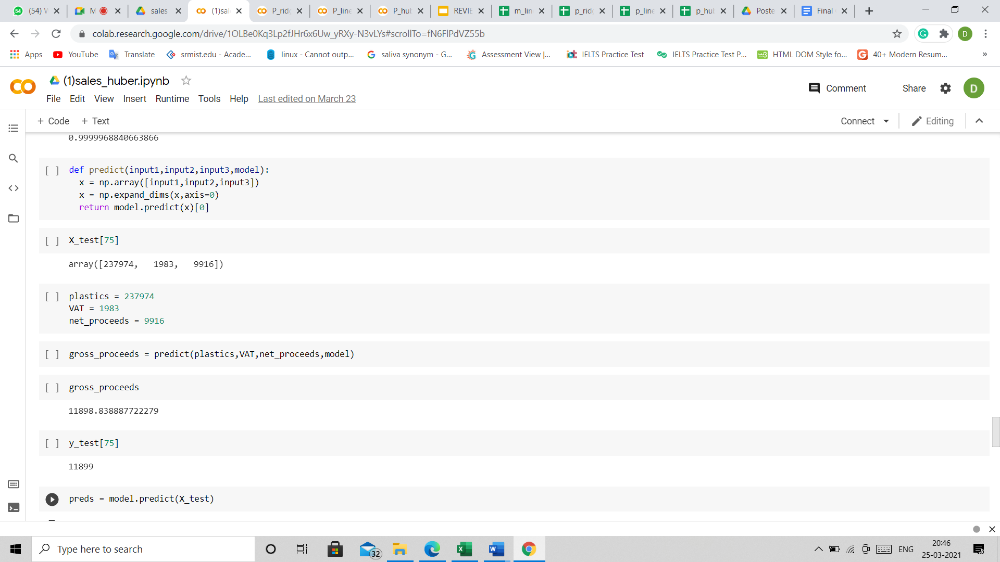 (54) W
M
sales
(1)sal
P_ridg
P_line
P_hub
REVIE
m_lin
p_ridg
p_line
p_hub
Poste
Final
colab.research.google.com/drive/1OLBe0Kq3Lp2fJHr6x6Uw_yRXy-N3vLYs#scrollTo=fN6FlPdVZ55b
D
Apps
YouTube
Translate
srmist.edu - Acade...
linux - Cannot outp...
saliva synonym - G...
Assessment View |...
IELTS Practice Test
IELTS Practice Test P...
HTML DOM Style fo...
40+ Modern Resum...
»
(1)sales_huber.ipynb
Comment
Share
D
File Edit View Insert Runtime Tools Help Last edited on March 23
+ Code + Text
Connect
Editing
0.9999968840663866
[ ] def predict(input1,input2,input3,model):
x = np.array([input1,input2,input3])
x = np.expand_dims(x,axis=0)
return model.predict(x)[0]
[ ] X_test[75]
array([237974, 1983, 9916])
[ ] plastics = 237974
VAT = 1983
net_proceeds = 9916
[ ] gross_proceeds = predict(plastics,VAT,net_proceeds,model)
[ ] gross_proceeds
11898.838887722279
[ ] y_test[75]
11899
preds = model.predict(X_test)
Type here to search
32
ENG
20:46
25-03-2021